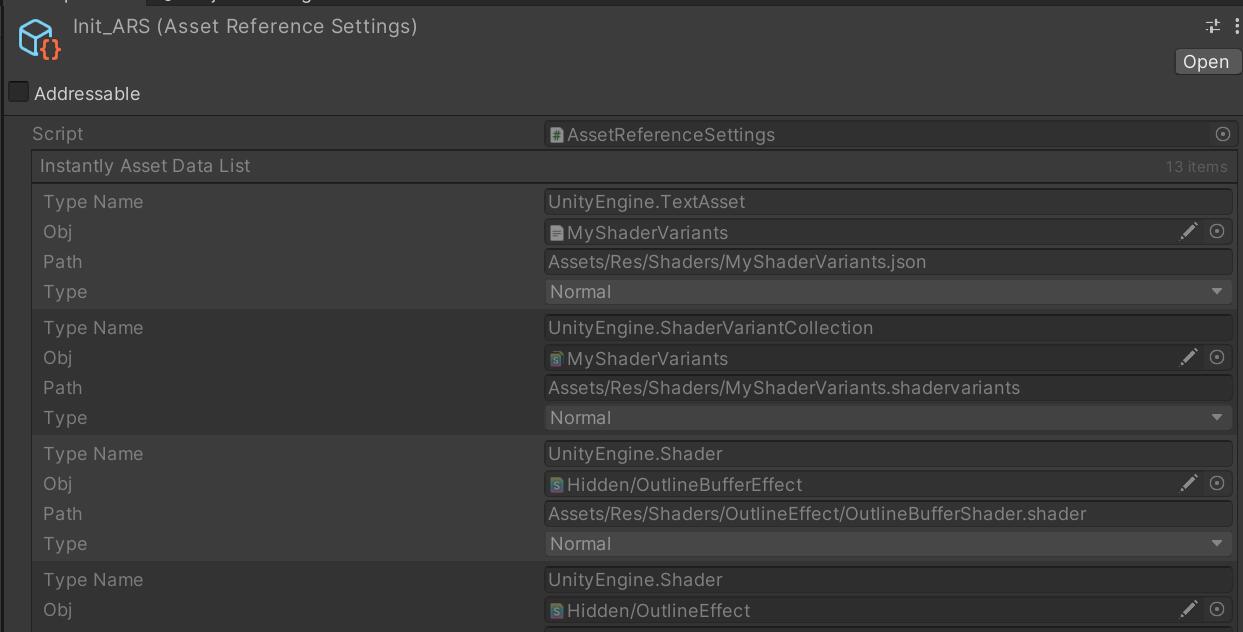 Init_ARS (Asset Reference Settings)
Open
Addressable
Script AssetReferenceSettings
Instantly Asset Data List 13 items
Type Name UnityEngine.TextAsset
Obj MyShaderVariants
Path Assets/Res/Shaders/MyShaderVariants.json
Type Normal
Type Name UnityEngine.ShaderVariantCollection
Obj MyShaderVariants
Path Assets/Res/Shaders/MyShaderVariants.shadervariants
Type Normal
Type Name UnityEngine.Shader
Obj Hidden/OutlineBufferEffect
Path Assets/Res/Shaders/OutlineEffect/OutlineBufferShader.shader
Type Normal
Type Name UnityEngine.Shader
Obj Hidden/OutlineEffect